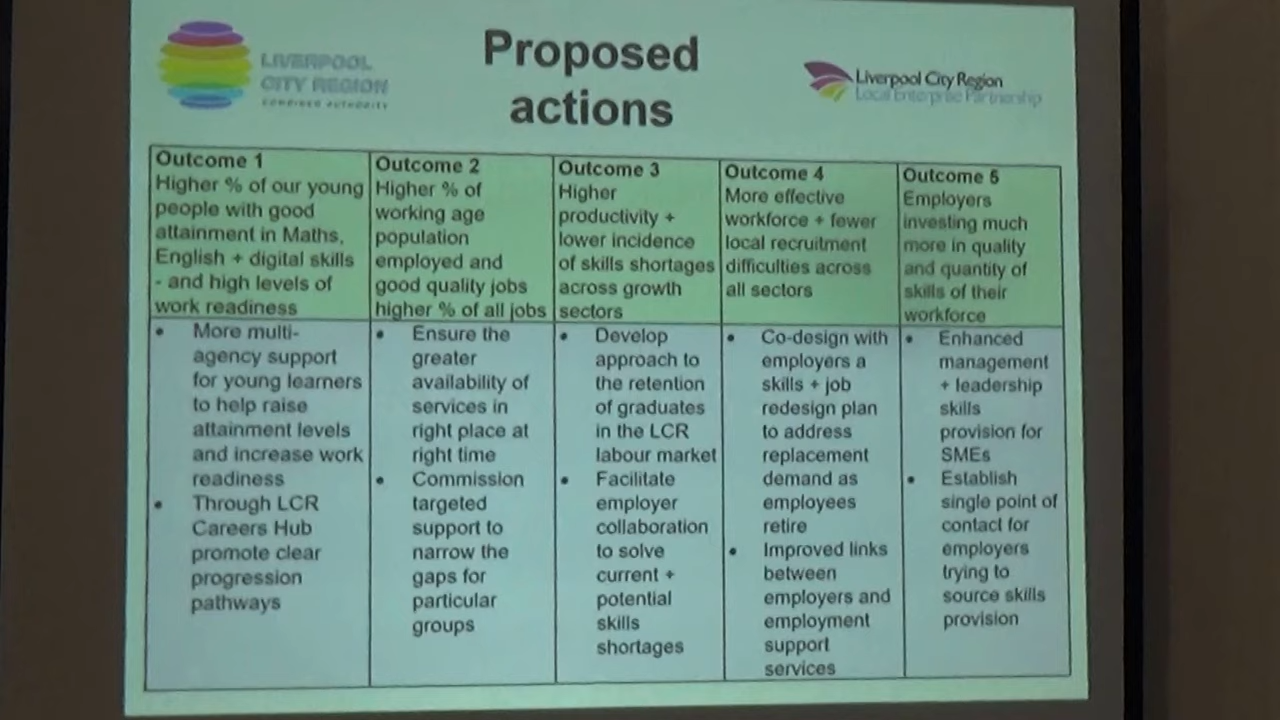 Proposed
actions
LIVERPOOL
CITY REGION
COMBINED AUTHORITY
Liverpool City Region
Local Enterprise Partnership
Outcome 1
Higher % of our young
people with good
attainment in Maths,
English + digital skills
- and high levels of
work readiness
Outcome 2
Higher % of
working age
population
employed and
good quality jobs
higher % of all jobs
Outcome 3
Higher
productivity +
lower incidence
of skills shortages
across growth
sectors
Outcome 4
More effective
workforce + fewer
local recruitment
difficulties across
all sectors
Outcome 5
Employers
investing much
more in quality
and quantity of
skills of their
workforce
• More multi-
agency support
for young learners
to help raise
attainment levels
and increase work
readiness
• Through LCR
Careers Hub
promote clear
progression
pathways
• Ensure the
greater
availability of
services in
right place at
right time
• Commission
targeted
support to
narrow the
gaps for
particular
groups
• Develop
approach to
the retention
of graduates
in the LCR
labour market
• Facilitate
employer
collaboration
to solve
current +
potential
skills
shortages
• Co-design with
employers a
skills + job
redesign plan
to address
replacement
demand as
employees
retire
• Improved links
between
employers and
employment
support
services
• Enhanced
management
+ leadership
skills
provision for
SMEs
• Establish
single point of
contact for
employers
trying to
source skills
provision